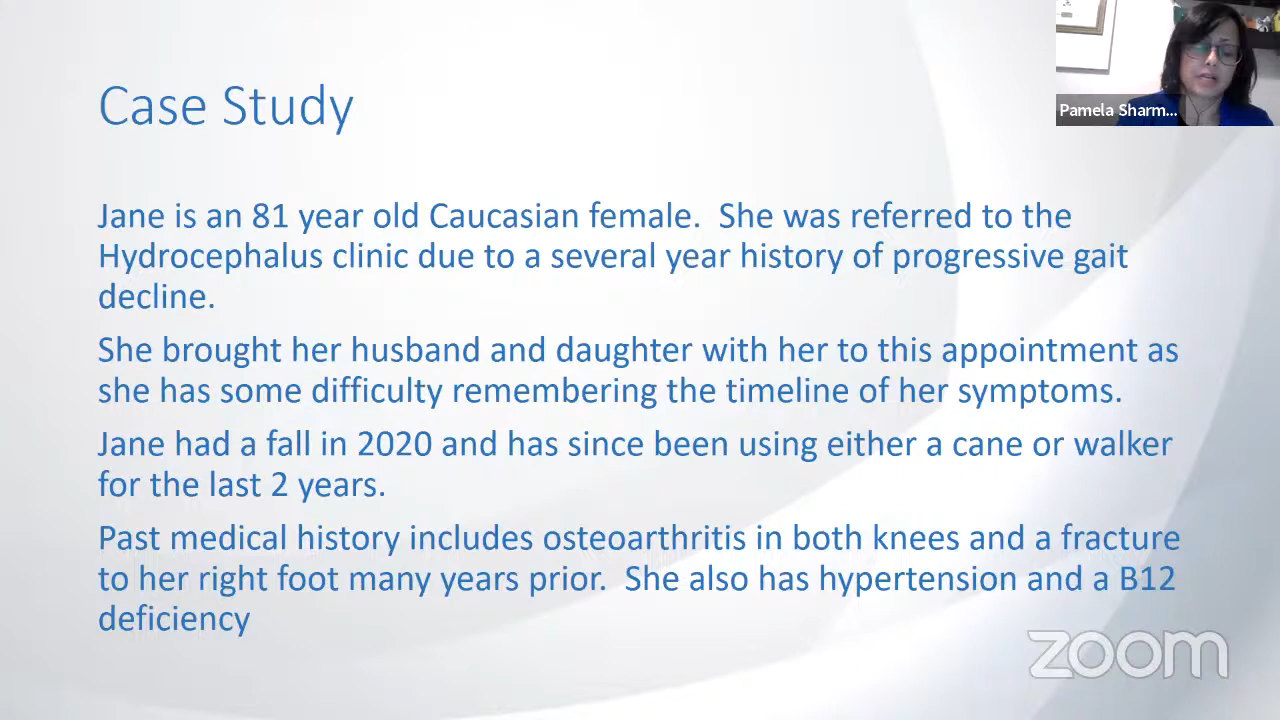 Case Study
Pamela Sharm...
Jane is an 81 year old Caucasian female.  She was referred to the
Hydrocephalus clinic due to a several year history of progressive gait
decline.
She brought her husband and daughter with her to this appointment as
she has some difficulty remembering the timeline of her symptoms.
Jane had a fall in 2020 and has since been using either a cane or walker
for the last 2 years.
Past medical history includes osteoarthritis in both knees and a fracture
to her right foot many years prior.  She also has hypertension and a B12
deficiency
zoom